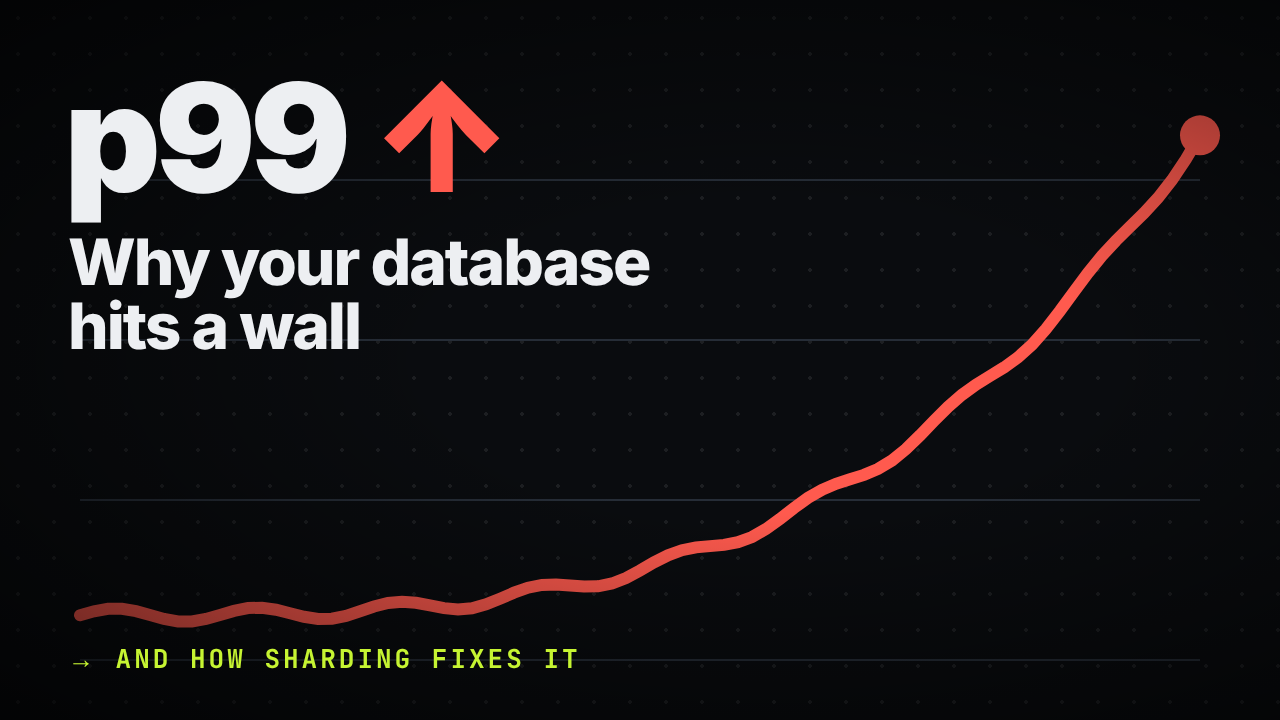 p99 ↑
Why your database
hits a wall
→ AND HOW SHARDING FIXES IT